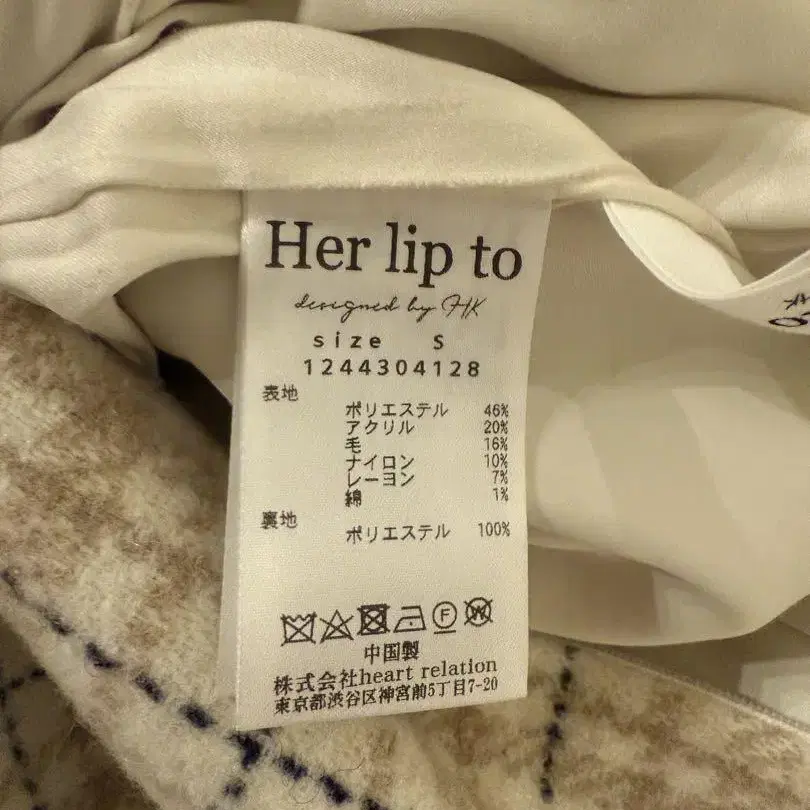 Her lip to
designed by HK
size S
1244304128
表地
ポリエステル 46%
アクリル 20%
毛 16%
ナイロン 10%
レーヨン 7%
綿 1%
裏地
ポリエステル 100%
F W
中国製
株式会社heart relation
東京都渋谷区神宮前5丁目7-20